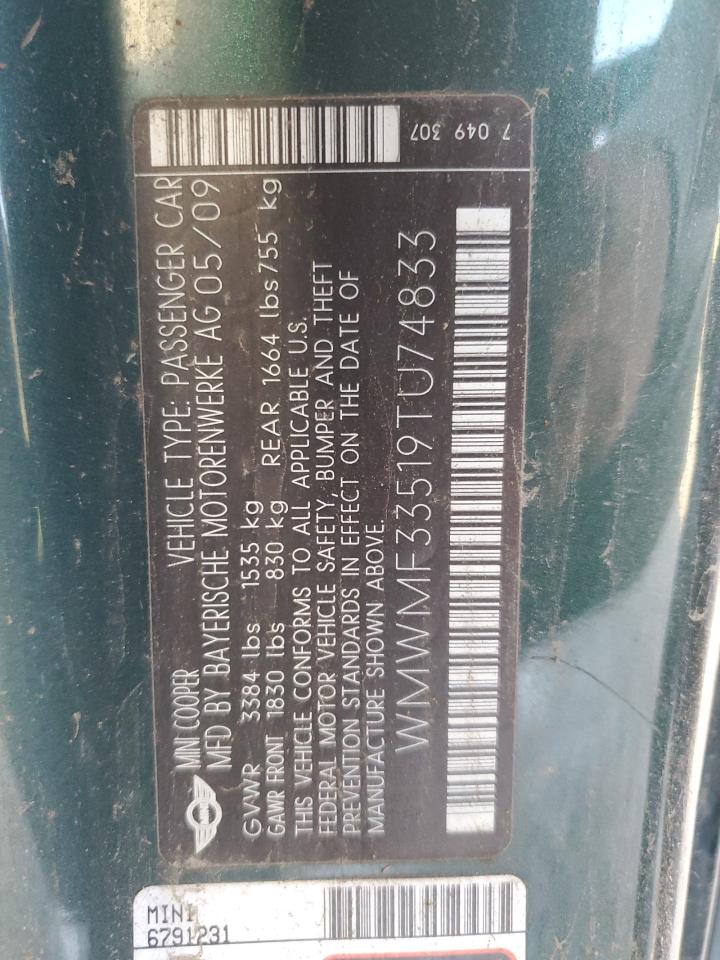 MINI COOPER VEHICLE TYPE: PASSENGER CAR
MFD BY BAYERISCHE MOTORENWERKE AG 05/09
GVWR 3384 lbs 1535 kg
GAWR FRONT 1830 lbs 830 kg REAR 1664 lbs 755 kg
THIS VEHICLE CONFORMS TO ALL APPLICABLE U.S.
FEDERAL MOTOR VEHICLE SAFETY, BUMPER AND THEFT
PREVENTION STANDARDS IN EFFECT ON THE DATE OF
MANUFACTURE SHOWN ABOVE.
WMWMF33519TU74833
7 049 307
MINI
6791231